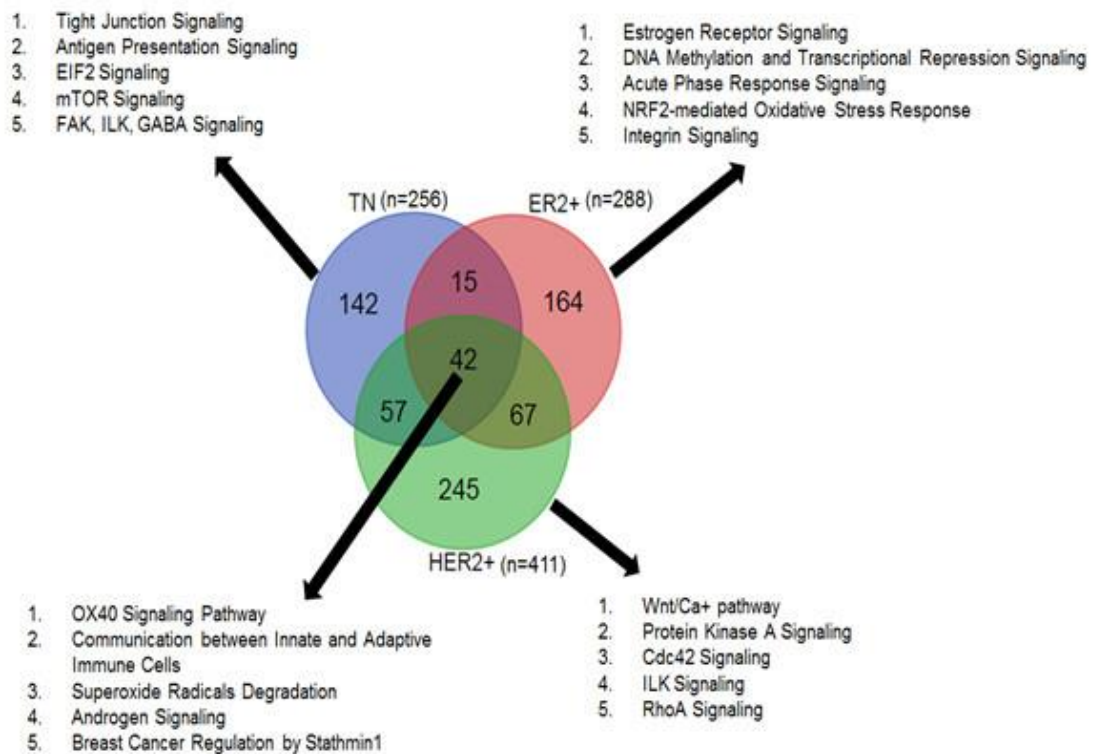 1. Tight Junction Signaling
2. Antigen Presentation Signaling
3. EIF2 Signaling
4. mTOR Signaling
5. FAK, ILK, GABA Signaling
1. Estrogen Receptor Signaling
2. DNA Methylation and Transcriptional Repression Signaling
3. Acute Phase Response Signaling
4. NRF2-mediated Oxidative Stress Response
5. Integrin Signaling
TN (n=256)
ER2+ (n=288)
142
15
164
42
57
67
245
HER2+ (n=411)
1. OX40 Signaling Pathway
2. Communication between Innate and Adaptive
Immune Cells
3. Superoxide Radicals Degradation
4. Androgen Signaling
5. Breast Cancer Regulation by Stathmin1
1. Wnt/Ca+ pathway
2. Protein Kinase A Signaling
3. Cdc42 Signaling
4. ILK Signaling
5. RhoA Signaling